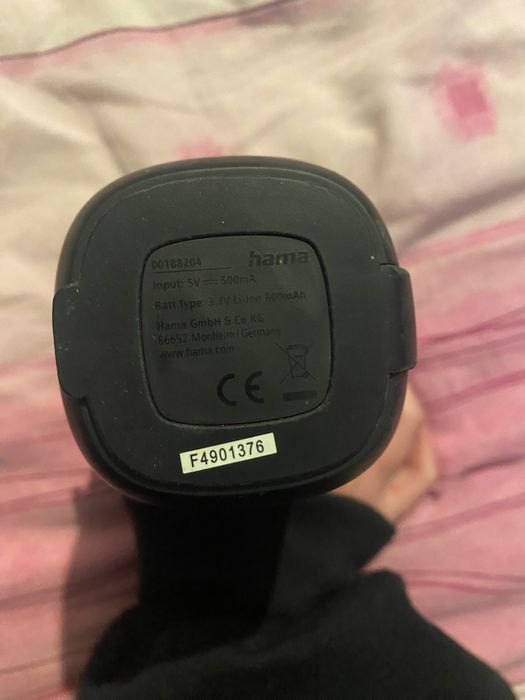 00188204 hama
Input: 5V ⎓ 500mA
Batt.Type: 3.7V Li-Ion 600mAh
Hama GmbH & Co KG
86652 Monheim/Germany
www.hama.com
CE
F4901376